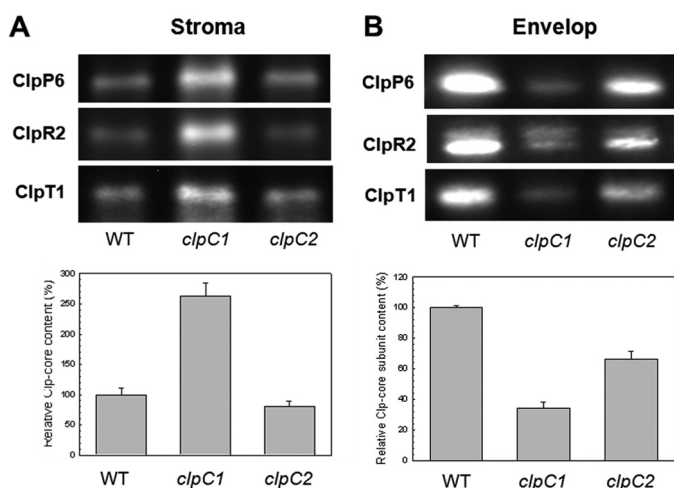 A Stroma
ClpP6
ClpR2
ClpT1
WT clpC1 clpC2
Relative Clp-core content (%)
300
250
200
150
100
50
0
WT clpC1 clpC2
B Envelop
ClpP6
ClpR2
ClpT1
WT clpC1 clpC2
Relative Clp-core subunit content (%)
120
100
80
60
40
20
0
WT clpC1 clpC2